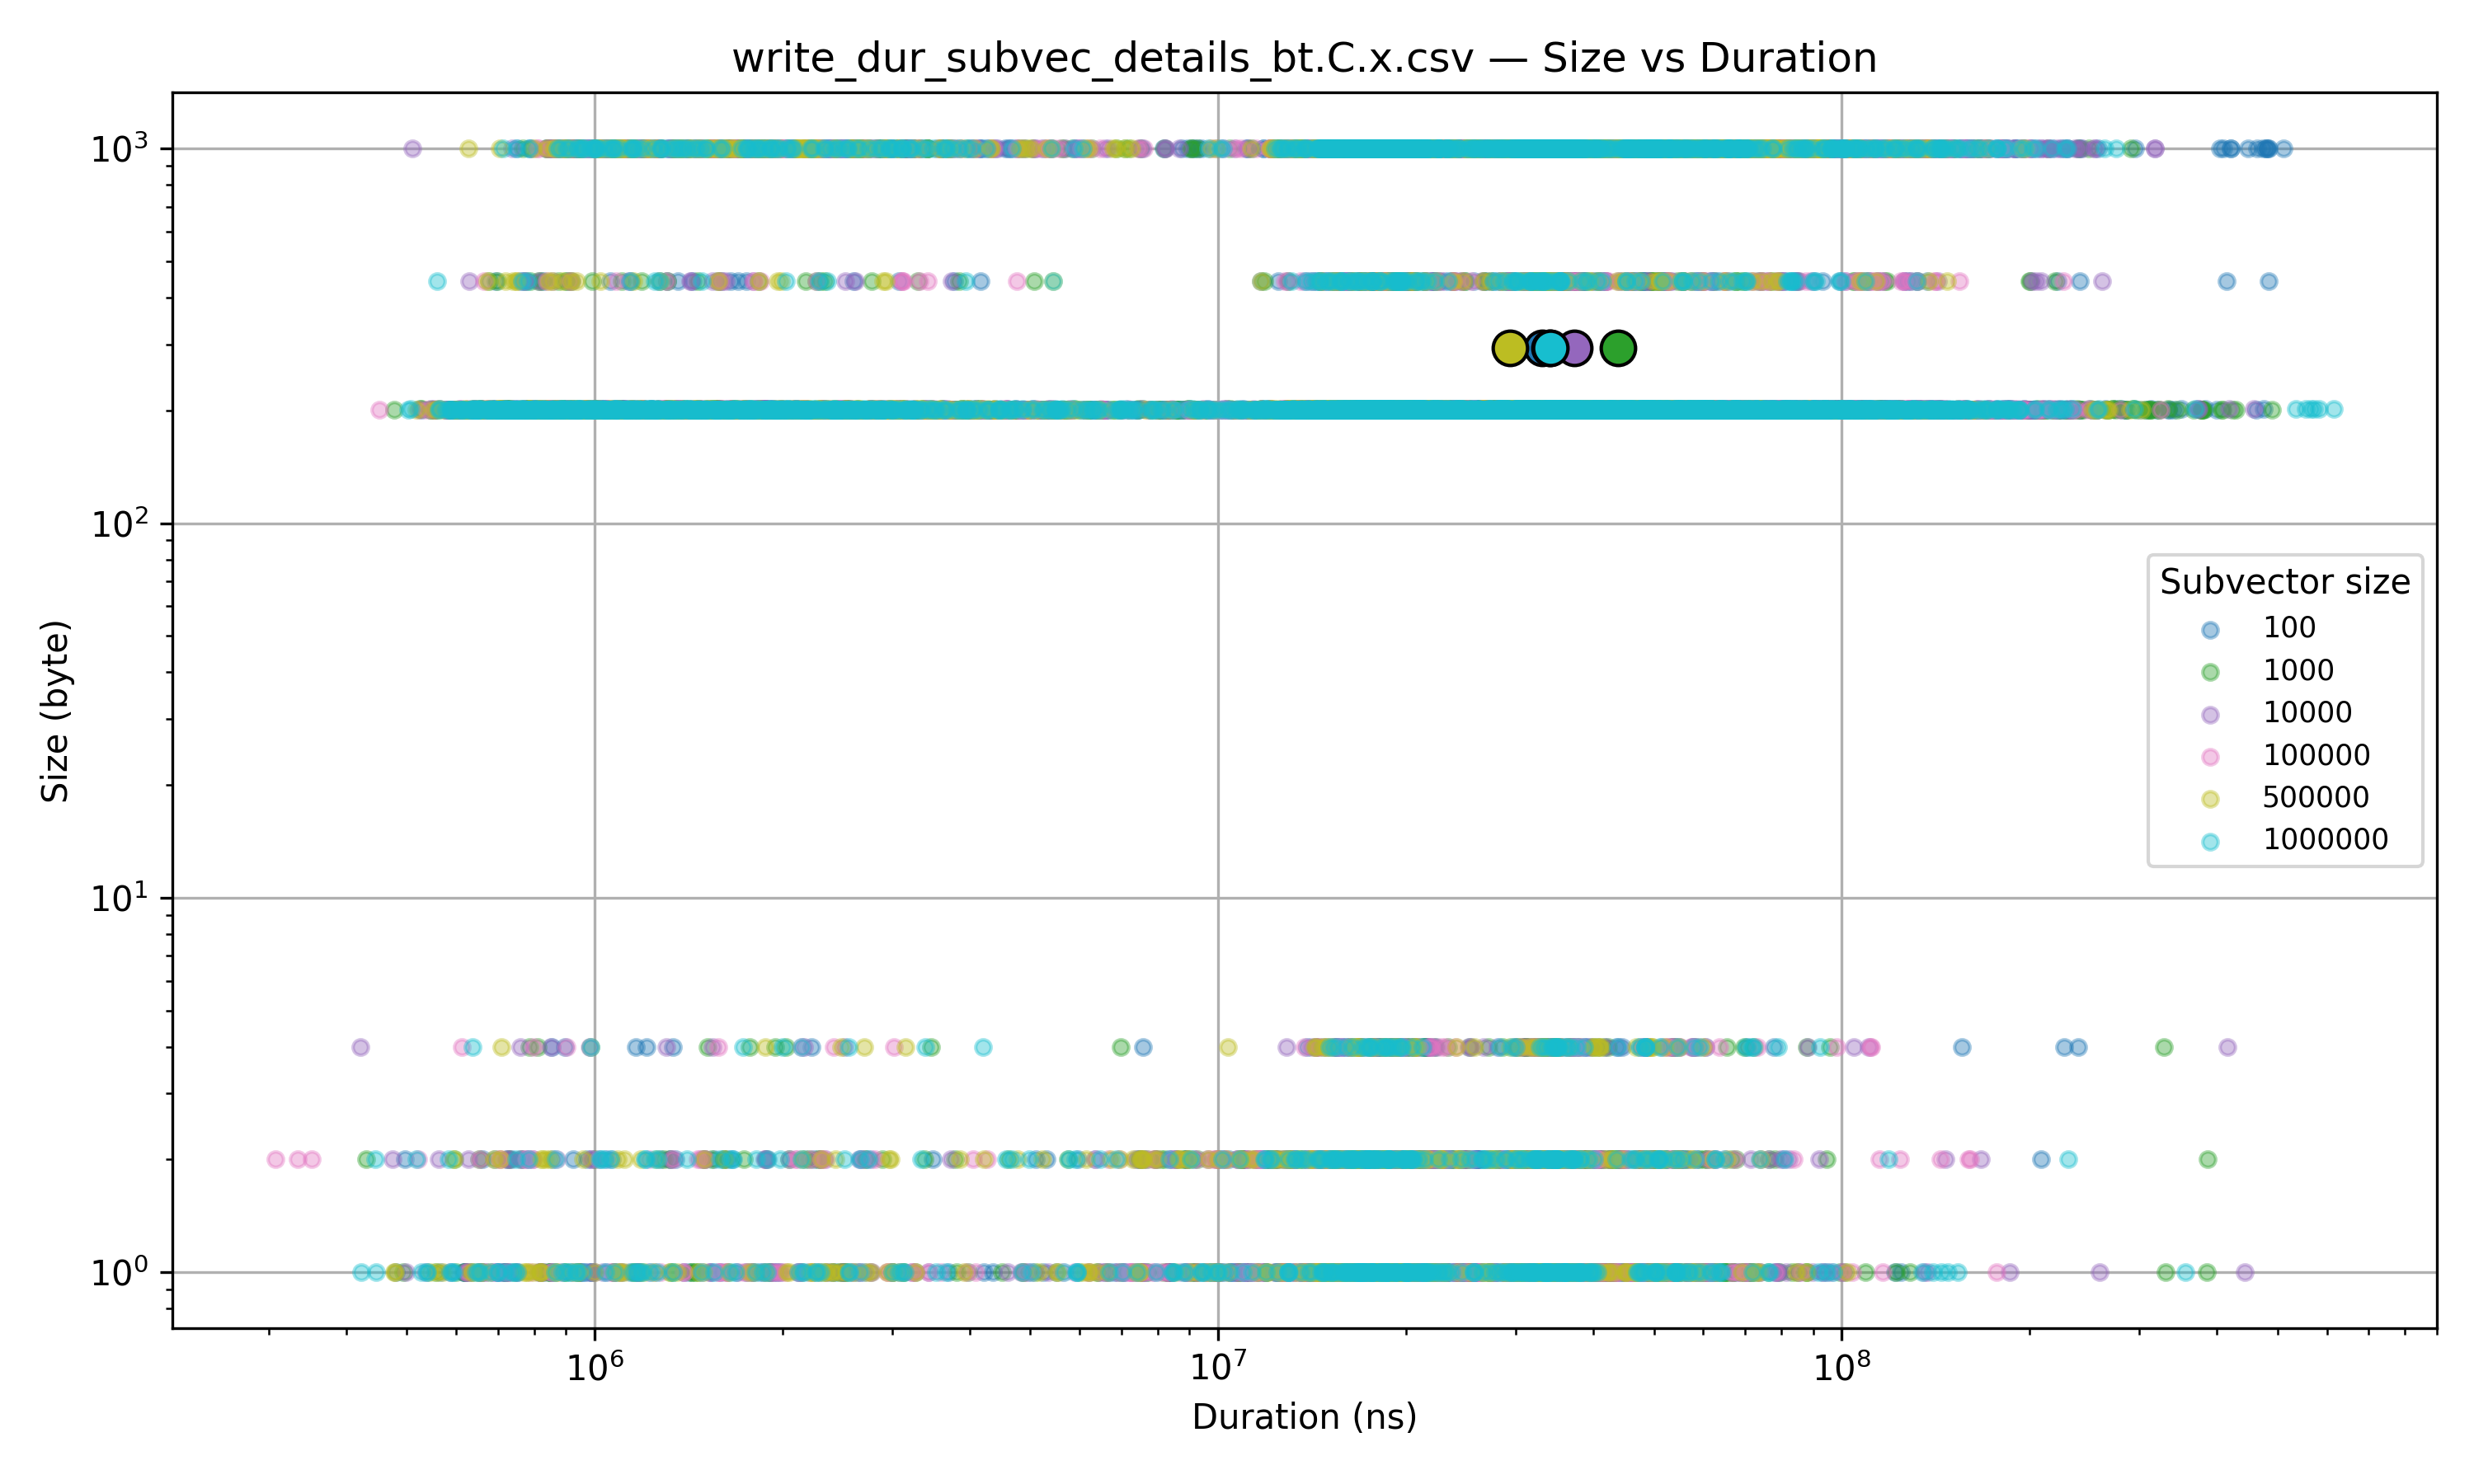 write_dur_subvec_details_bt.C.x.csv — Size vs Duration
Size (byte)
10³
10²
10¹
10⁰
Subvector size
100
1000
10000
100000
500000
1000000
10⁶ 10⁷ 10⁸
Duration (ns)